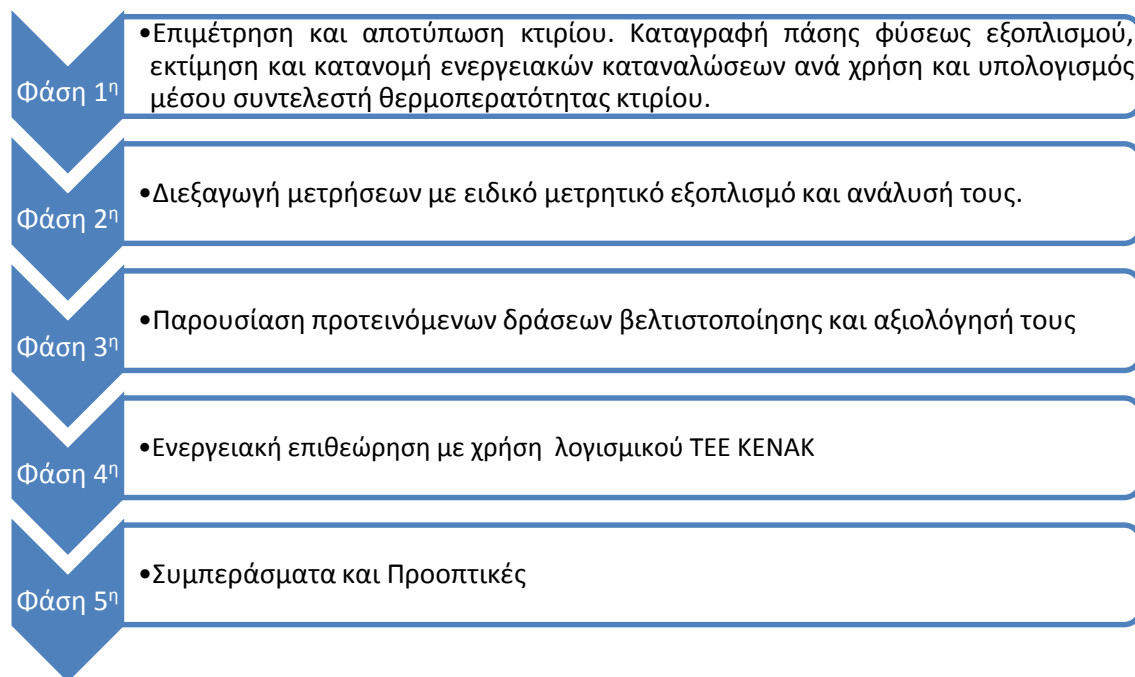 Φάση 1η
•Επιμέτρηση και αποτύπωση κτιρίου. Καταγραφή πάσης φύσεως εξοπλισμού,
εκτίμηση και κατανομή ενεργειακών καταναλώσεων ανά χρήση και υπολογισμός
μέσου συντελεστή θερμοπερατότητας κτιρίου.
Φάση 2η
•Διεξαγωγή μετρήσεων με ειδικό μετρητικό εξοπλισμό και ανάλυσή τους.
Φάση 3η
•Παρουσίαση προτεινόμενων δράσεων βελτιστοποίησης και αξιολόγησή τους
Φάση 4η
•Ενεργειακή επιθεώρηση με χρήση λογισμικού ΤΕΕ ΚΕΝΑΚ
Φάση 5η
•Συμπεράσματα και Προοπτικές